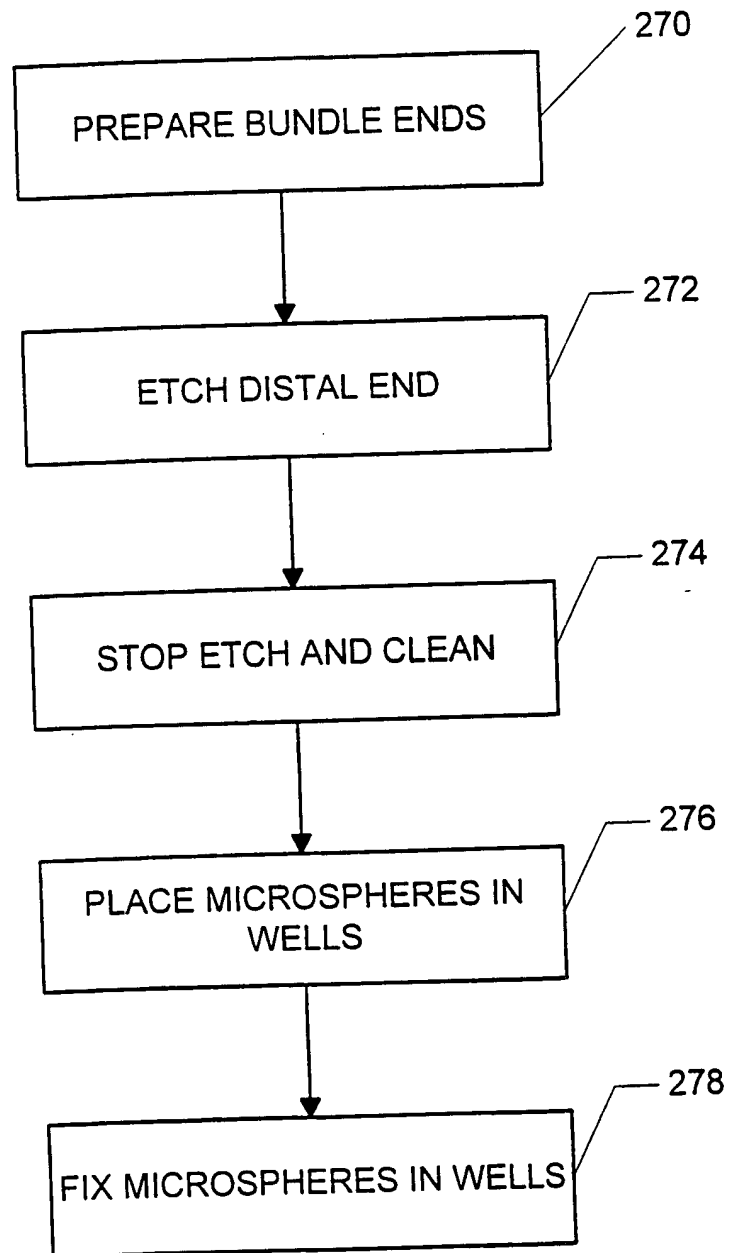 270
PREPARE BUNDLE ENDS
272
ETCH DISTAL END
274
STOP ETCH AND CLEAN
276
PLACE MICROSPHERES IN
WELLS
278
FIX MICROSPHERES IN WELLS